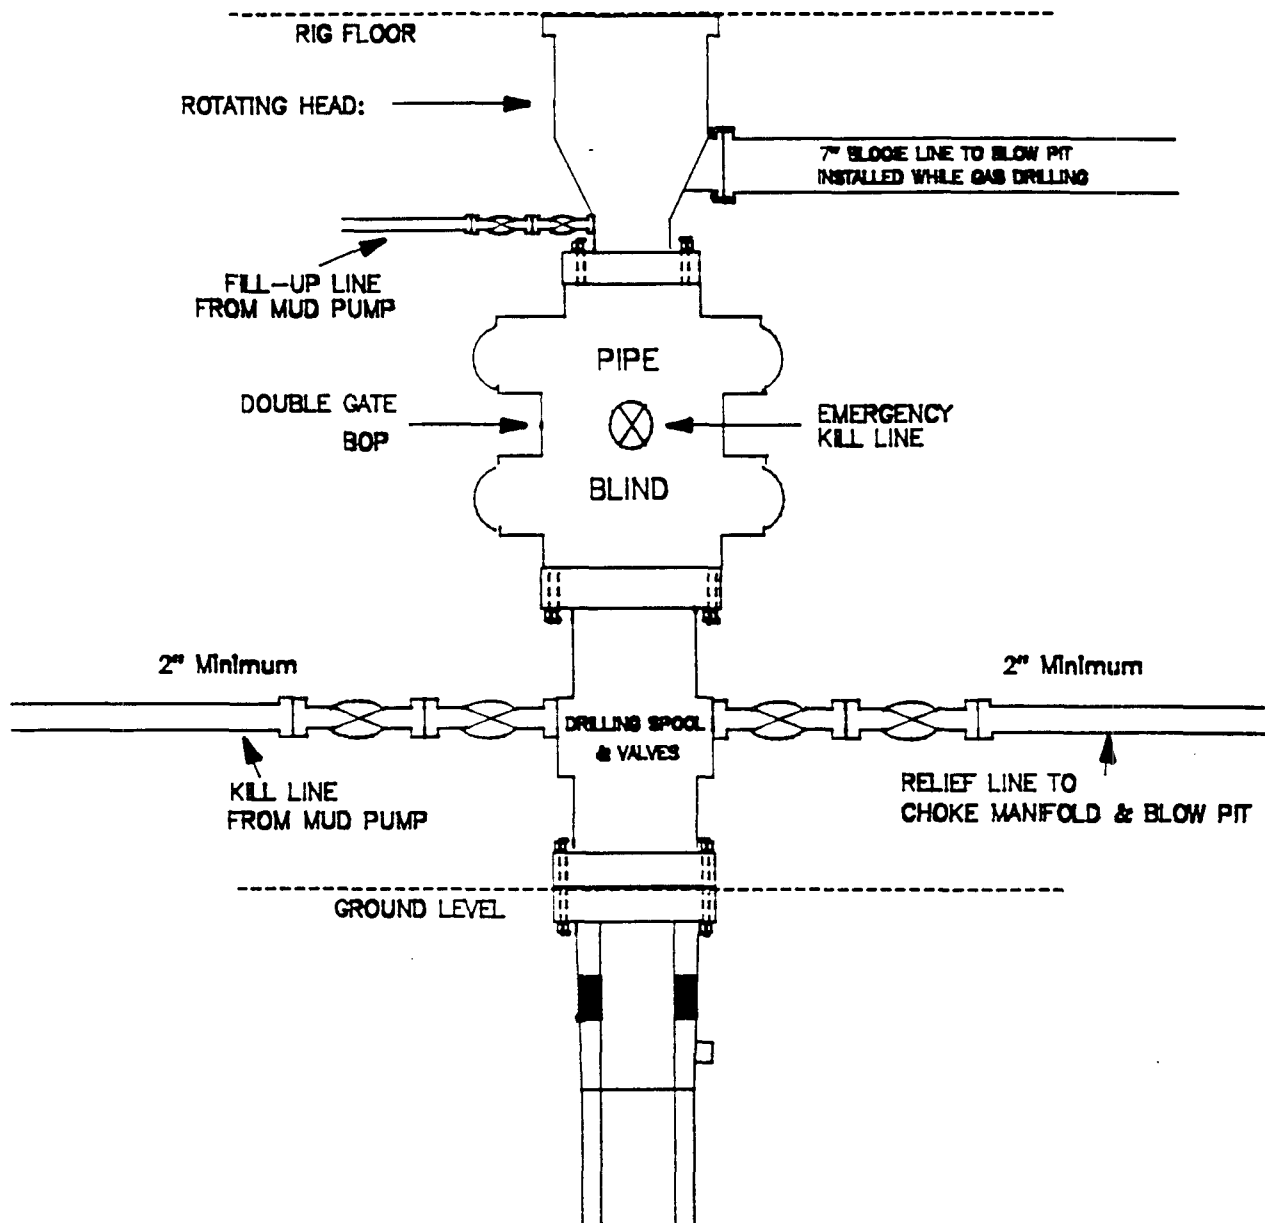 RIG FLOOR
ROTATING HEAD:
7" BLOOIE LINE TO BLOW PIT
INSTALLED WHILE GAS DRILLING
FILL-UP LINE
FROM MUD PUMP
PIPE
DOUBLE GATE
BOP
EMERGENCY
KILL LINE
BLIND
2" Minimum
2" Minimum
DRILLING SPOOL
& VALVES
KILL LINE
FROM MUD PUMP
RELIEF LINE TO
CHOKE MANIFOLD & BLOW PIT
GROUND LEVEL